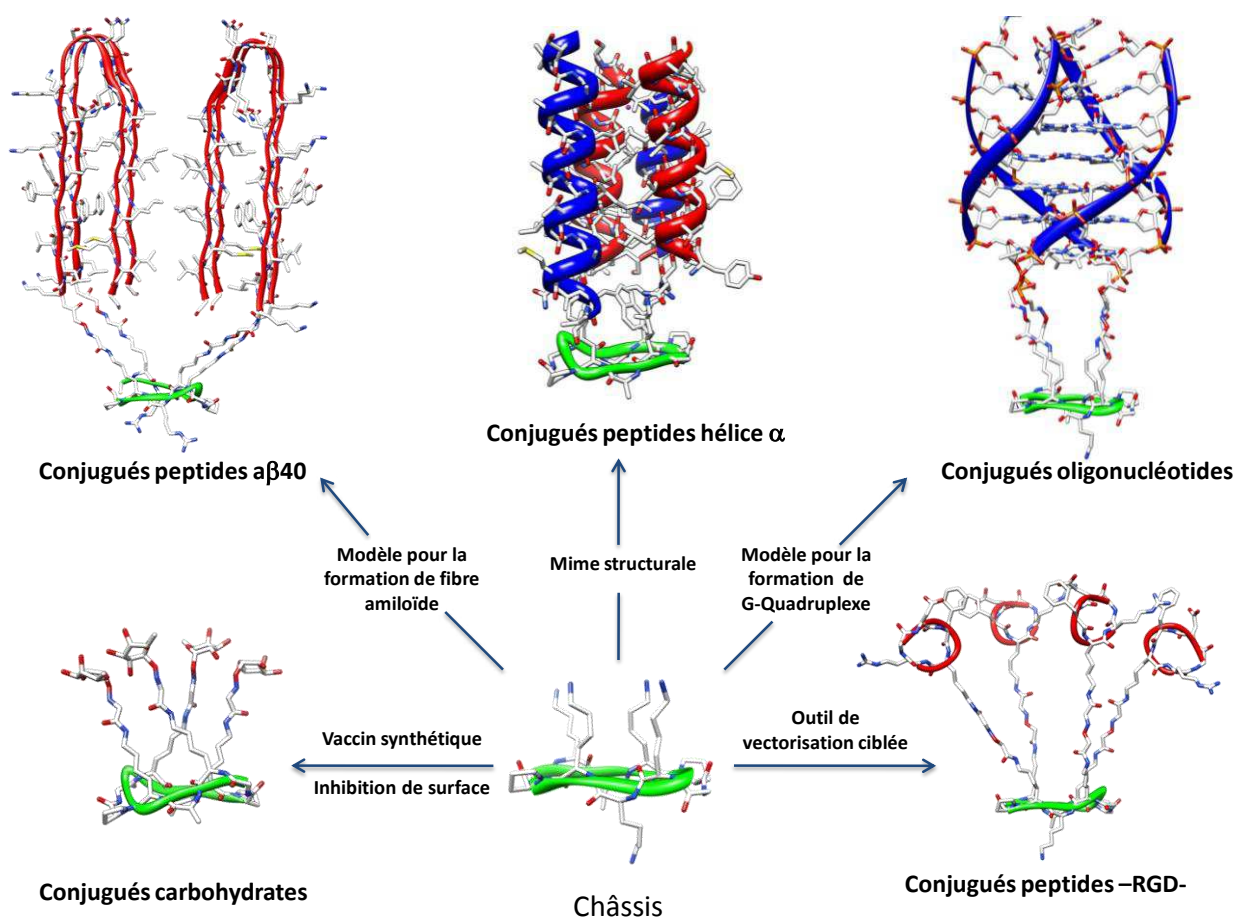 Conjugués peptides hélice α
Conjugués peptides aβ40
Conjugués oligonucléotides
Modèle pour la
formation de fibre
amiloïde
Mime structurale
Modèle pour la
formation de
G-Quadruplexe
Vaccin synthétique
Inhibition de surface
Outil de
vectorisation ciblée
Conjugués carbohydrates
Châssis
Conjugués peptides –RGD-